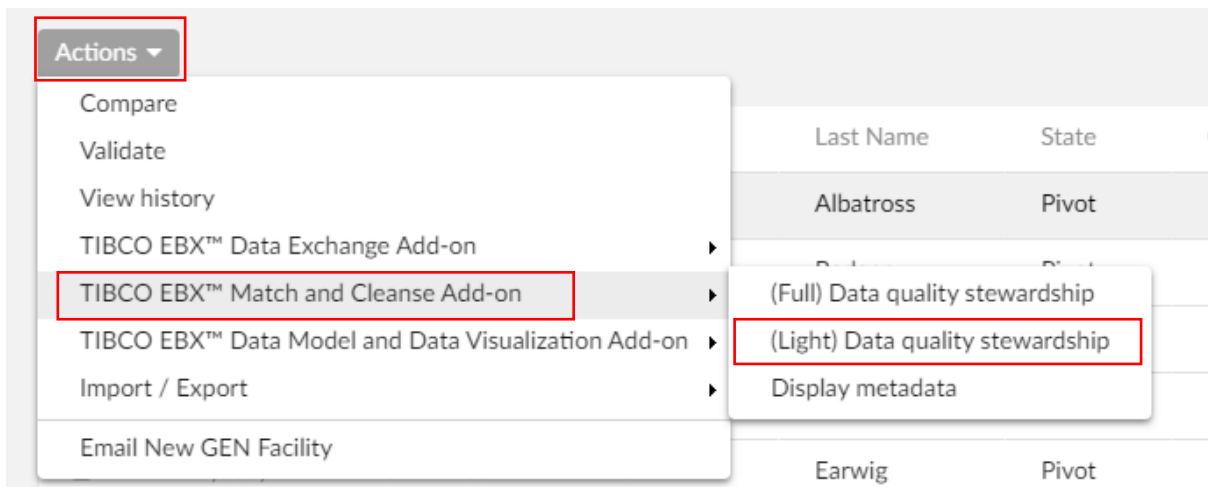 Actions
Compare
Validate
View history
TIBCO EBX™ Data Exchange Add-on
TIBCO EBX™ Match and Cleanse Add-on
TIBCO EBX™ Data Model and Data Visualization Add-on
Import / Export
Email New GEN Facility
(Full) Data quality stewardship
(Light) Data quality stewardship
Display metadata
Last Name State
Albatross Pivot
Earwig Pivot